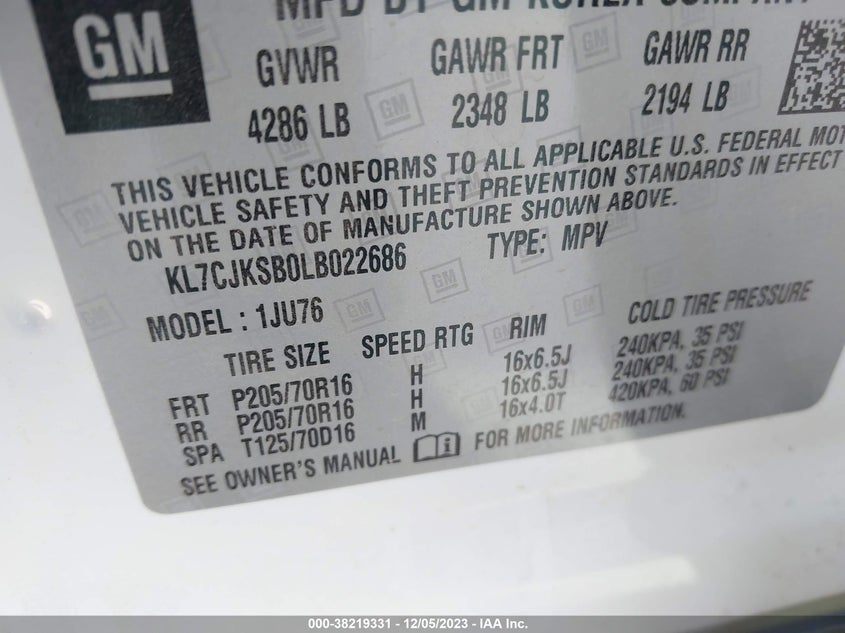 GM
MFD BY GM KOREA COMPANY
GVWR GAWR FRT GAWR RR
4286 LB 2348 LB 2194 LB
THIS VEHICLE CONFORMS TO ALL APPLICABLE U.S. FEDERAL MOT
VEHICLE SAFETY AND THEFT PREVENTION STANDARDS IN EFFECT
ON THE DATE OF MANUFACTURE SHOWN ABOVE.
KL7CJKSB0LB022686 TYPE: MPV
MODEL : 1JU76
TIRE SIZE SPEED RTG RIM COLD TIRE PRESSURE
FRT P205/70R16 H 16x6.5J 240KPA, 35 PSI
RR P205/70R16 H 16x6.5J 240KPA, 35 PSI
SPA T125/70D16 M 16x4.0T 420KPA, 60 PSI
SEE OWNER'S MANUAL FOR MORE INFORMATION.
000-38219331 - 12/05/2023 - IAA Inc.